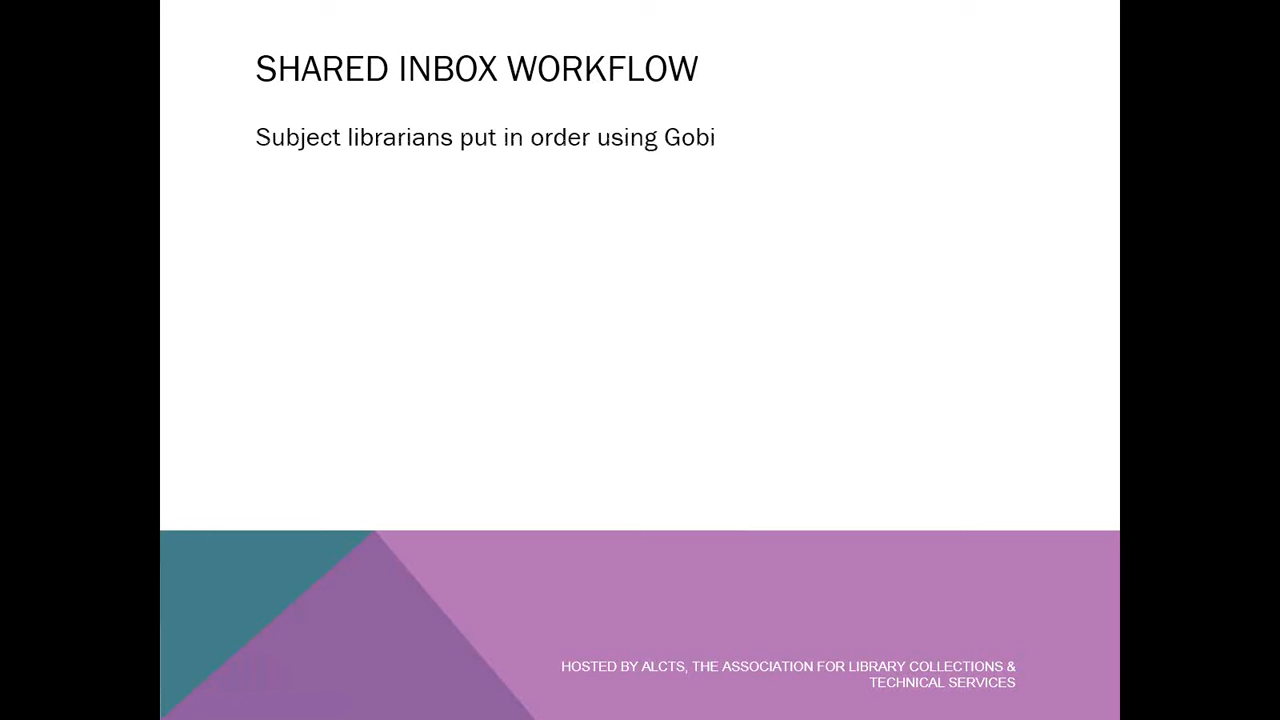 SHARED INBOX WORKFLOW
Subject librarians put in order using Gobi
HOSTED BY ALCTS, THE ASSOCIATION FOR LIBRARY COLLECTIONS &
TECHNICAL SERVICES